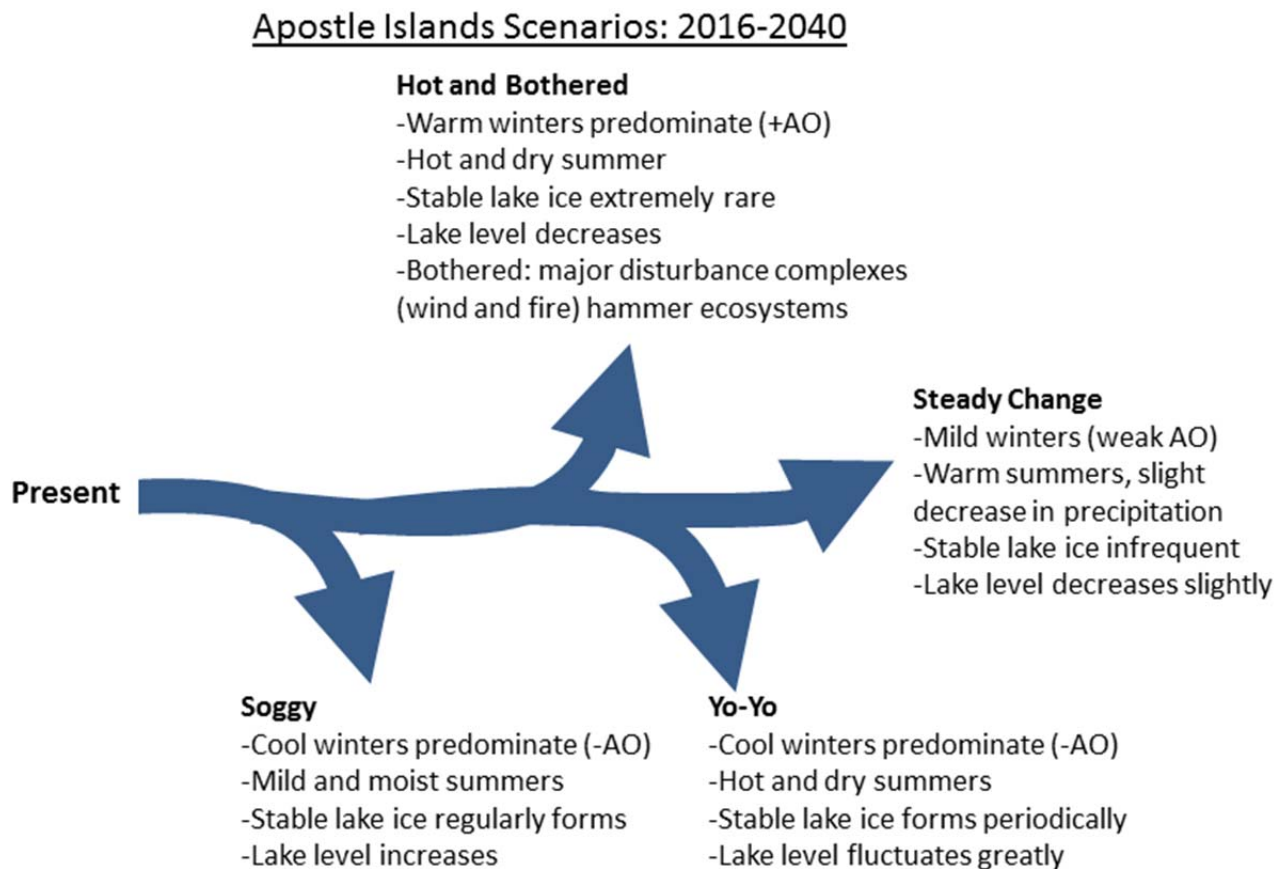 Apostle Islands Scenarios: 2016-2040
Hot and Bothered
-Warm winters predominate (+AO)
-Hot and dry summer
-Stable lake ice extremely rare
-Lake level decreases
-Bothered: major disturbance complexes
(wind and fire) hammer ecosystems
Steady Change
-Mild winters (weak AO)
-Warm summers, slight
decrease in precipitation
-Stable lake ice infrequent
-Lake level decreases slightly
Present
Soggy
-Cool winters predominate (-AO)
-Mild and moist summers
-Stable lake ice regularly forms
-Lake level increases
Yo-Yo
-Cool winters predominate (-AO)
-Hot and dry summers
-Stable lake ice forms periodically
-Lake level fluctuates greatly